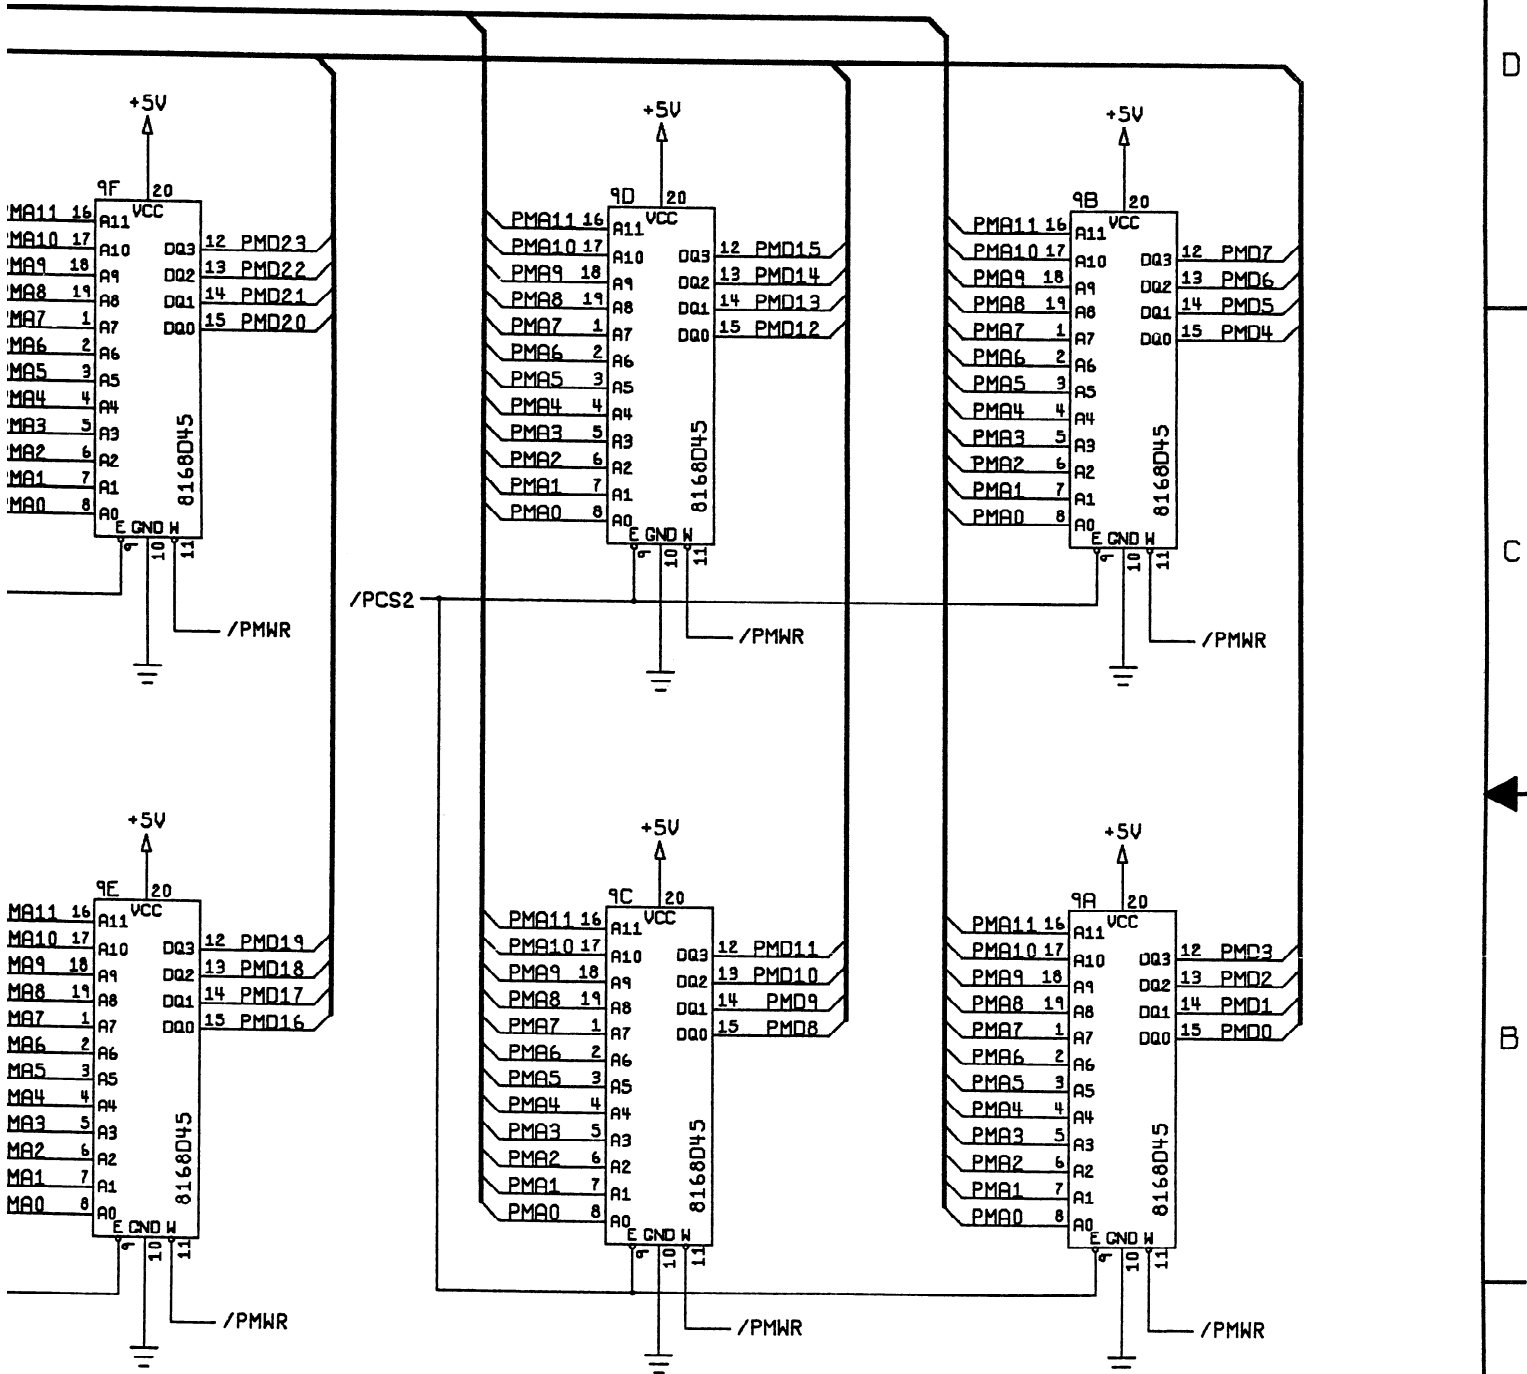 D
C
B
+5V
9F
20
VCC
MA11 16 A11
MA10 17 A10
MA9 18 A9
MA8 19 A8
MA7 1 A7
MA6 2 A6
MA5 3 A5
MA4 4 A4
MA3 5 A3
MA2 6 A2
MA1 7 A1
MA0 8 A0
DQ3 12 PMD23
DQ2 13 PMD22
DQ1 14 PMD21
DQ0 15 PMD20
8168D45
E GND W
9 10 11
/PMWR
+5V
9D
20
VCC
PMA11 16 A11
PMA10 17 A10
PMA9 18 A9
PMA8 19 A8
PMA7 1 A7
PMA6 2 A6
PMA5 3 A5
PMA4 4 A4
PMA3 5 A3
PMA2 6 A2
PMA1 7 A1
PMA0 8 A0
DQ3 12 PMD15
DQ2 13 PMD14
DQ1 14 PMD13
DQ0 15 PMD12
8168D45
E GND W
9 10 11
/PCS2
/PMWR
+5V
9B
20
VCC
PMA11 16 A11
PMA10 17 A10
PMA9 18 A9
PMA8 19 A8
PMA7 1 A7
PMA6 2 A6
PMA5 3 A5
PMA4 4 A4
PMA3 5 A3
PMA2 6 A2
PMA1 7 A1
PMA0 8 A0
DQ3 12 PMD7
DQ2 13 PMD6
DQ1 14 PMD5
DQ0 15 PMD4
8168D45
E GND W
9 10 11
/PMWR
+5V
9E
20
VCC
MA11 16 A11
MA10 17 A10
MA9 18 A9
MA8 19 A8
MA7 1 A7
MA6 2 A6
MA5 3 A5
MA4 4 A4
MA3 5 A3
MA2 6 A2
MA1 7 A1
MA0 8 A0
DQ3 12 PMD19
DQ2 13 PMD18
DQ1 14 PMD17
DQ0 15 PMD16
8168D45
E GND W
9 10 11
/PMWR
+5V
9C
20
VCC
PMA11 16 A11
PMA10 17 A10
PMA9 18 A9
PMA8 19 A8
PMA7 1 A7
PMA6 2 A6
PMA5 3 A5
PMA4 4 A4
PMA3 5 A3
PMA2 6 A2
PMA1 7 A1
PMA0 8 A0
DQ3 12 PMD11
DQ2 13 PMD10
DQ1 14 PMD9
DQ0 15 PMD8
8168D45
E GND W
9 10 11
/PMWR
+5V
9A
20
VCC
PMA11 16 A11
PMA10 17 A10
PMA9 18 A9
PMA8 19 A8
PMA7 1 A7
PMA6 2 A6
PMA5 3 A5
PMA4 4 A4
PMA3 5 A3
PMA2 6 A2
PMA1 7 A1
PMA0 8 A0
DQ3 12 PMD3
DQ2 13 PMD2
DQ1 14 PMD1
DQ0 15 PMD0
8168D45
E GND W
9 10 11
/PMWR